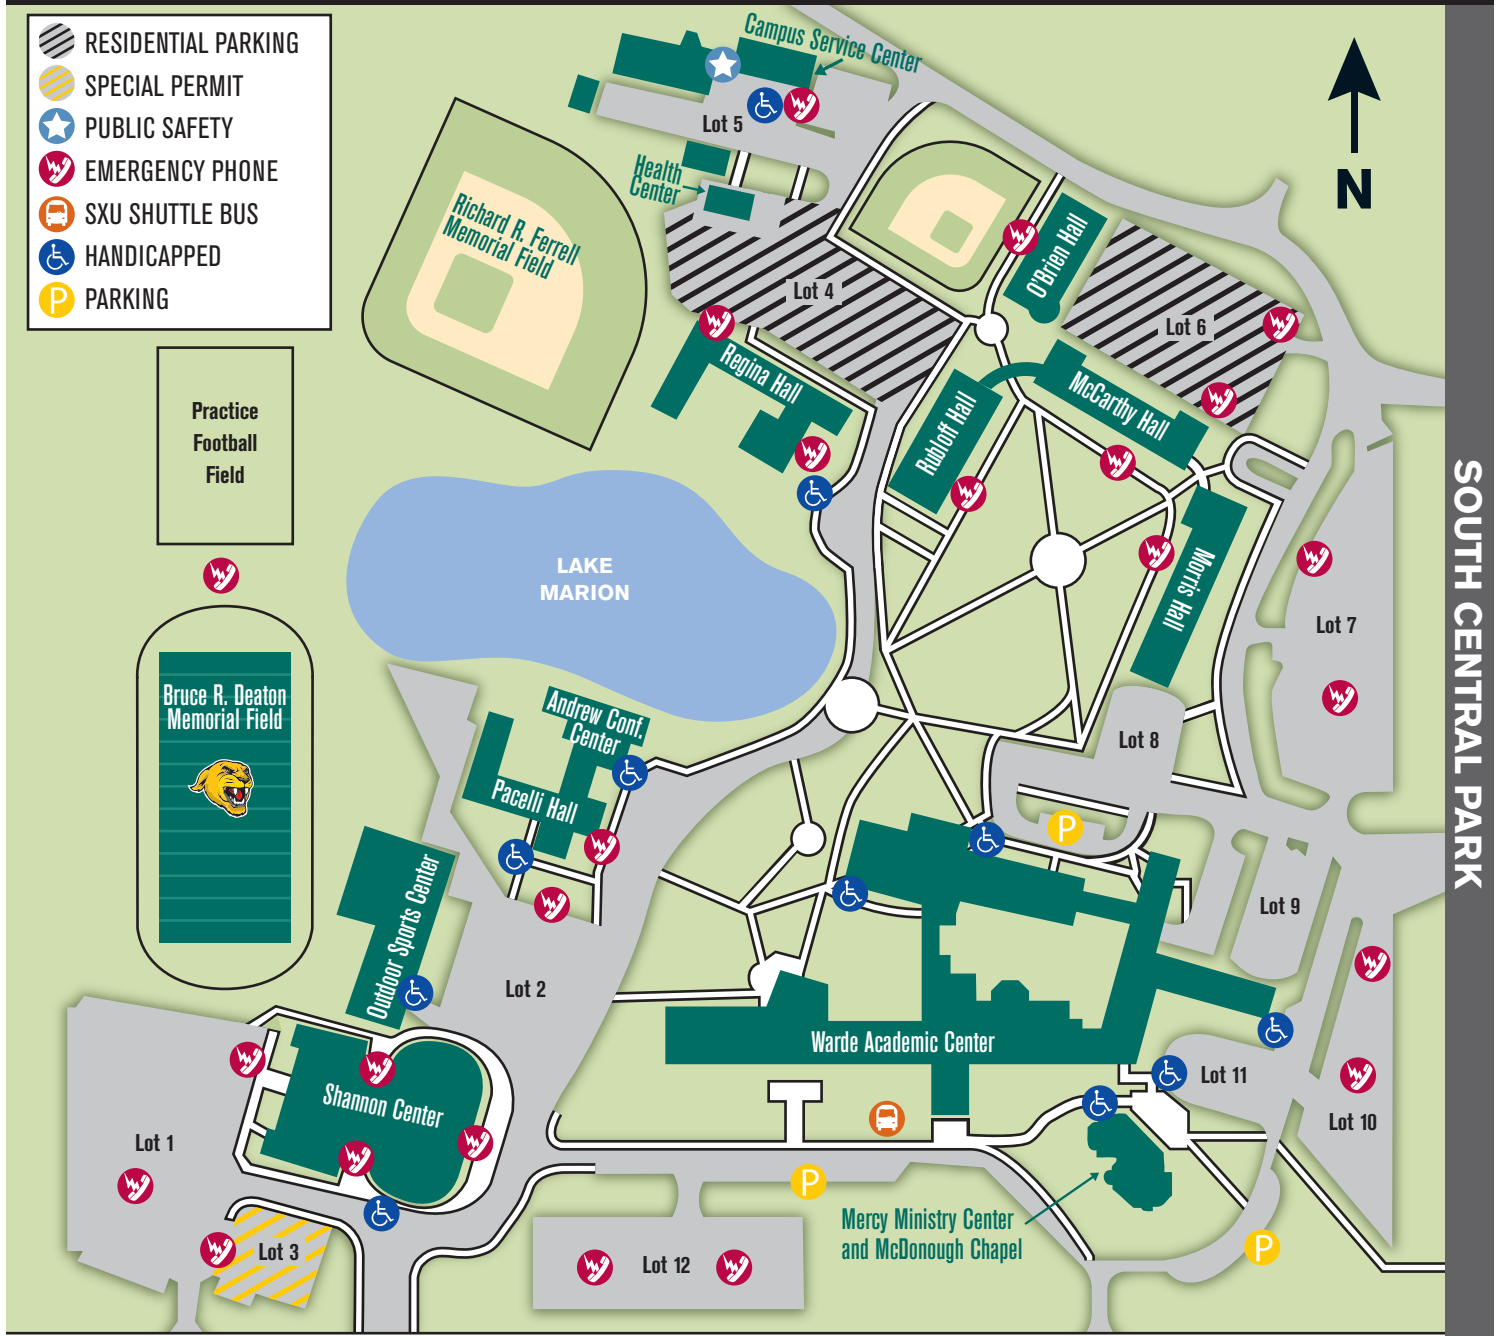 RESIDENTIAL PARKING
SPECIAL PERMIT
PUBLIC SAFETY
EMERGENCY PHONE
SXU SHUTTLE BUS
HANDICAPPED
P PARKING
Campus Service Center
Lot 5
Health
Center
N
Richard R. Ferrell
Memorial Field
O'Brien Hall
Lot 4
Lot 6
Regina Hall
McCarthy Hall
Rubloff Hall
Practice
Football
Field
LAKE
MARION
Morris Hall
Lot 7
SOUTH CENTRAL PARK
Bruce R. Deaton
Memorial Field
Andrew Conf.
Center
Pacelli Hall
Lot 8
P
Outdoor Sports Center
Lot 9
Lot 2
Warde Academic Center
Lot 11
Shannon Center
Lot 10
Lot 1
P
Mercy Ministry Center
and McDonough Chapel
P
Lot 3
Lot 12